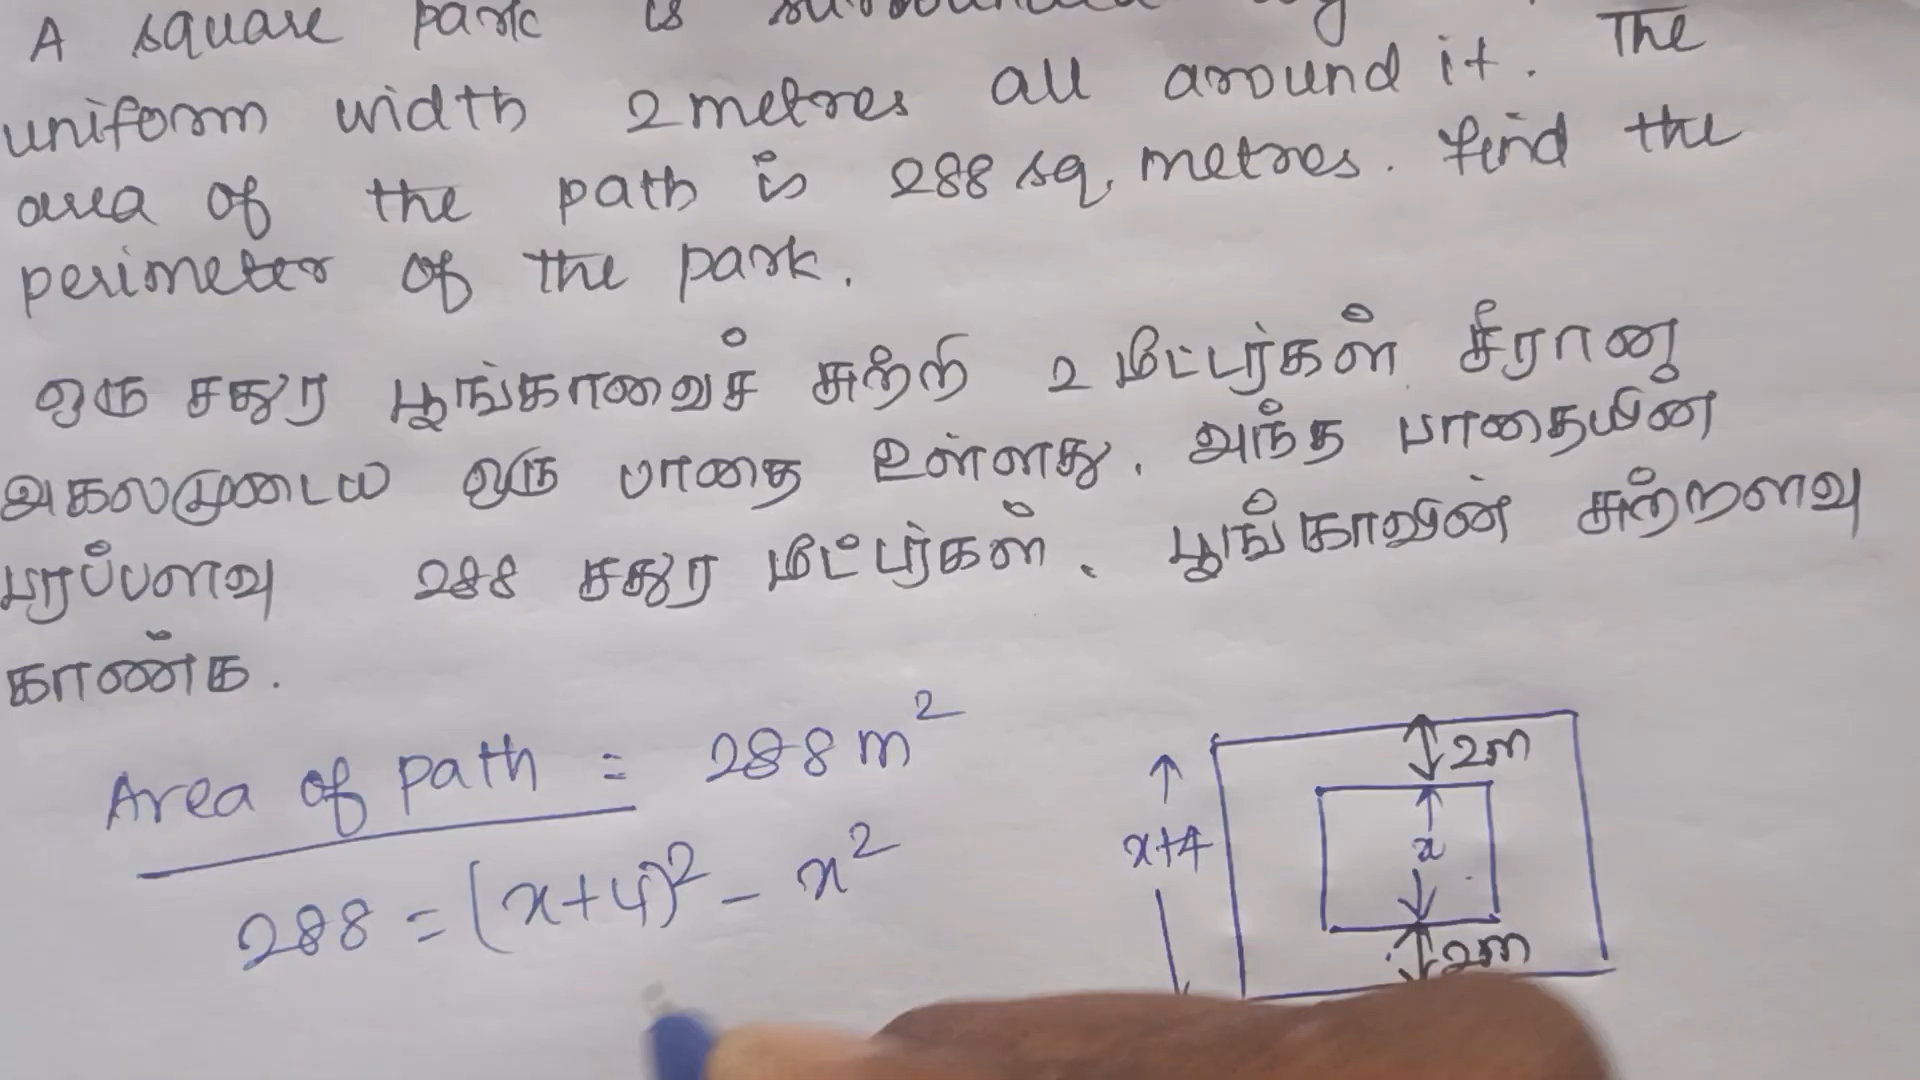 A square park is surrounded by
uniform width 2 metres all around it. The
area of the path is 288 sq. metres. find the
perimeter of the park.
ஒரு சதுர பூங்காவைச் சுற்றி 2 மீட்டர்கள் சீரான
அகலமுடைய ஒரு பாதை உள்ளது. அந்த பாதையின்
பரப்பளவு 288 சதுர மீட்டர்கள். பூங்காவின் சுற்றளவு
காண்க.
Area of path = 288 m²
288 = (x+4)² - x²
2m
x+4
x
2m